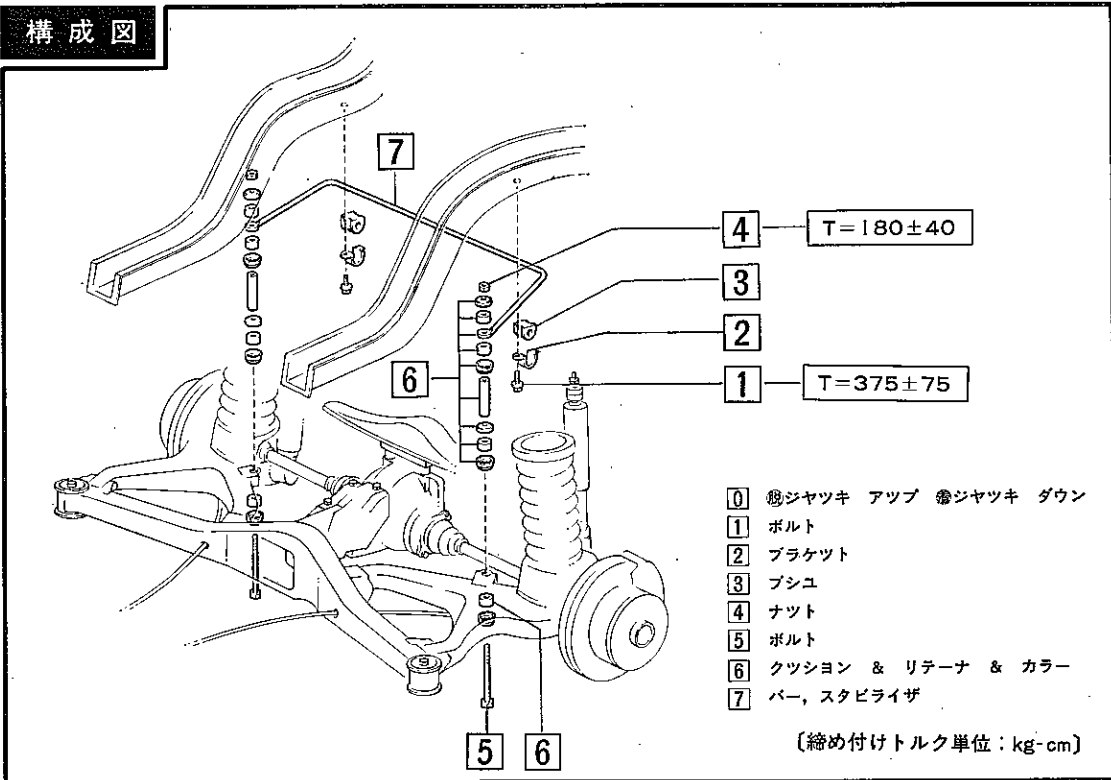 構成図
7
4 T=180±40
3
2
6
1 T=375±75
0 脱ジヤツキ アツプ 着ジヤツキ ダウン
1 ボルト
2 ブラケツト
3 ブシユ
4 ナツト
5 ボルト
6 クツシヨン & リテーナ & カラー
7 バー,スタビライザ
5 6
〔締め付けトルク単位:kg-cm〕